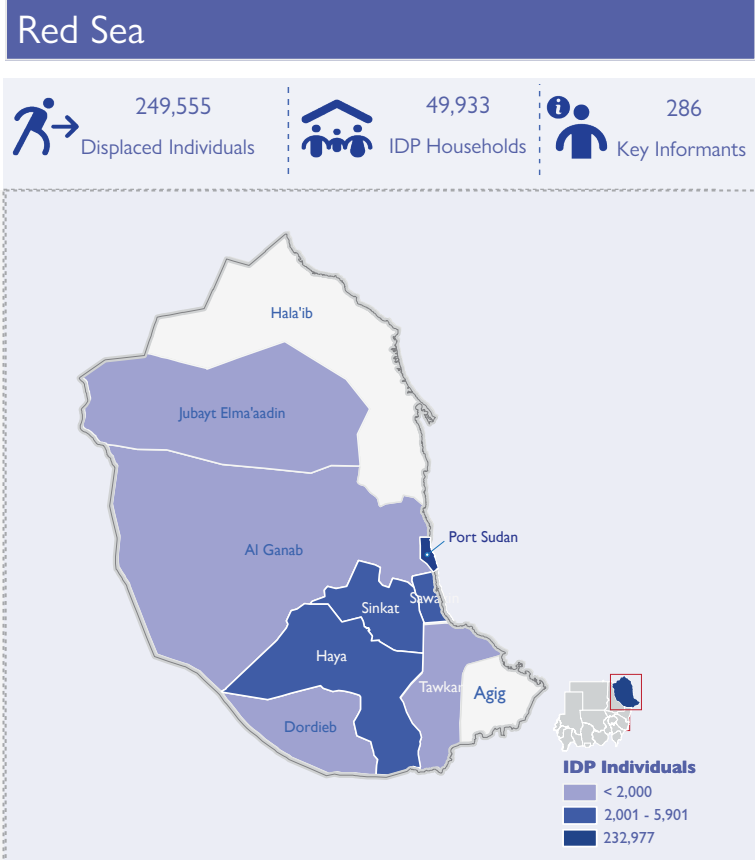 Red Sea
249,555
Displaced Individuals
49,933
IDP Households
286
Key Informants
Hala'ib
Jubayt Elma'aadin
Al Ganab
Port Sudan
Sinkat
Haya
Tawkar
Agig
Dordieb
IDP Individuals
< 2,000
2,001 - 5,901
232,977